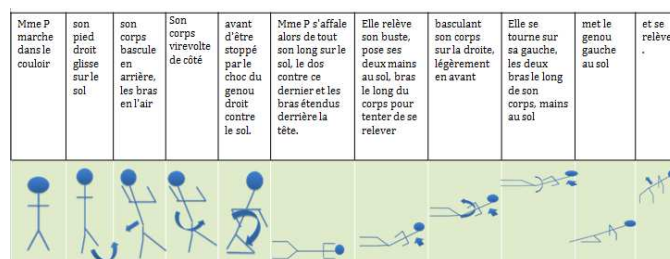 Mme P
marche
dans le
couloir
son
pied
droit
glisse
sur le
sol
son
corps
bascule
en
arrière,
les bras
en l'air
Son
corps
virevolte
de côté
avant
d'être
stoppé
par le
choc du
genou
droit
contre
le sol.
Mme P s'affale
alors de tout
son long sur le
sol, le dos
contre ce
dernier et les
bras étendus
derrière la
tête.
Elle relève
son buste,
pose ses
deux mains
au sol, bras
le long du
corps pour
tenter de se
relever
basculant
son corps
sur la droite,
légèrement
en avant
Elle se
tourne sur
sa gauche,
les deux
bras le long
de son
corps, mains
au sol
met le
genou
gauche
au sol
et se
relève
.